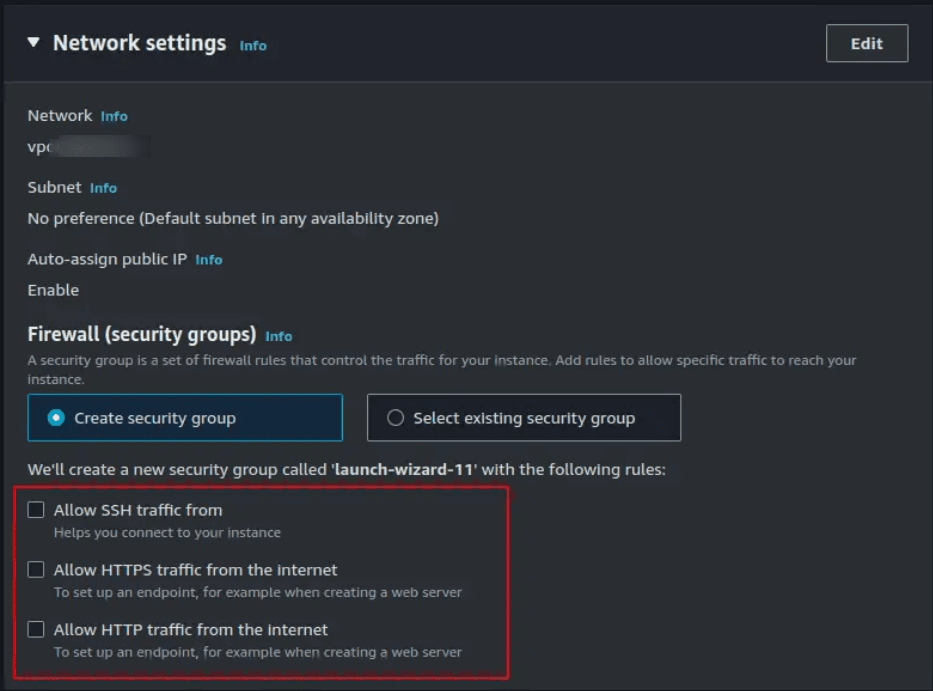 Network settings Info
Edit
Network Info
Subnet Info
No preference (Default subnet in any availability zone)
Auto-assign public IP Info
Enable
Firewall (security groups) Info
A security group is a set of firewall rules that control the traffic for your instance. Add rules to allow specific traffic to reach your
instance.
Create security group
Select existing security group
We'll create a new security group called 'launch-wizard-11' with the following rules:
Allow SSH traffic from
Helps you connect to your instance
Allow HTTPS traffic from the internet
To set up an endpoint, for example when creating a web server
Allow HTTP traffic from the internet
To set up an endpoint, for example when creating a web server